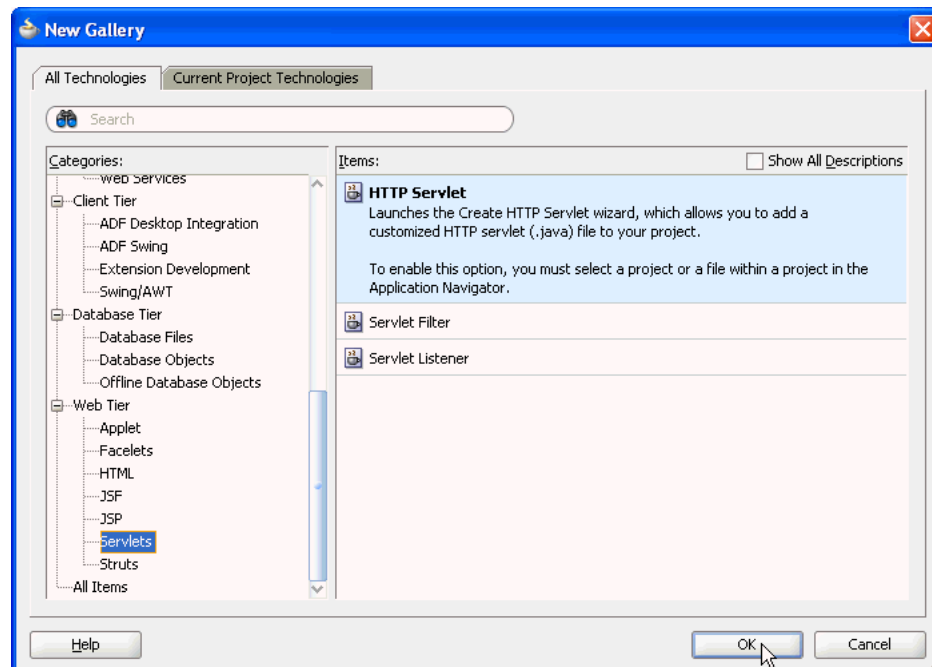 New Gallery
All Technologies
Current Project Technologies
Search
Categories:
Web Services
Client Tier
ADF Desktop Integration
ADF Swing
Extension Development
Swing/AWT
Database Tier
Database Files
Database Objects
Offline Database Objects
Web Tier
Applet
Facelets
HTML
JSF
JSP
Servlets
Struts
All Items
Items:
Show All Descriptions
HTTP Servlet
Launches the Create HTTP Servlet wizard, which allows you to add a
customized HTTP servlet (.java) file to your project.
To enable this option, you must select a project or a file within a project in the
Application Navigator.
Servlet Filter
Servlet Listener
Help
OK
Cancel